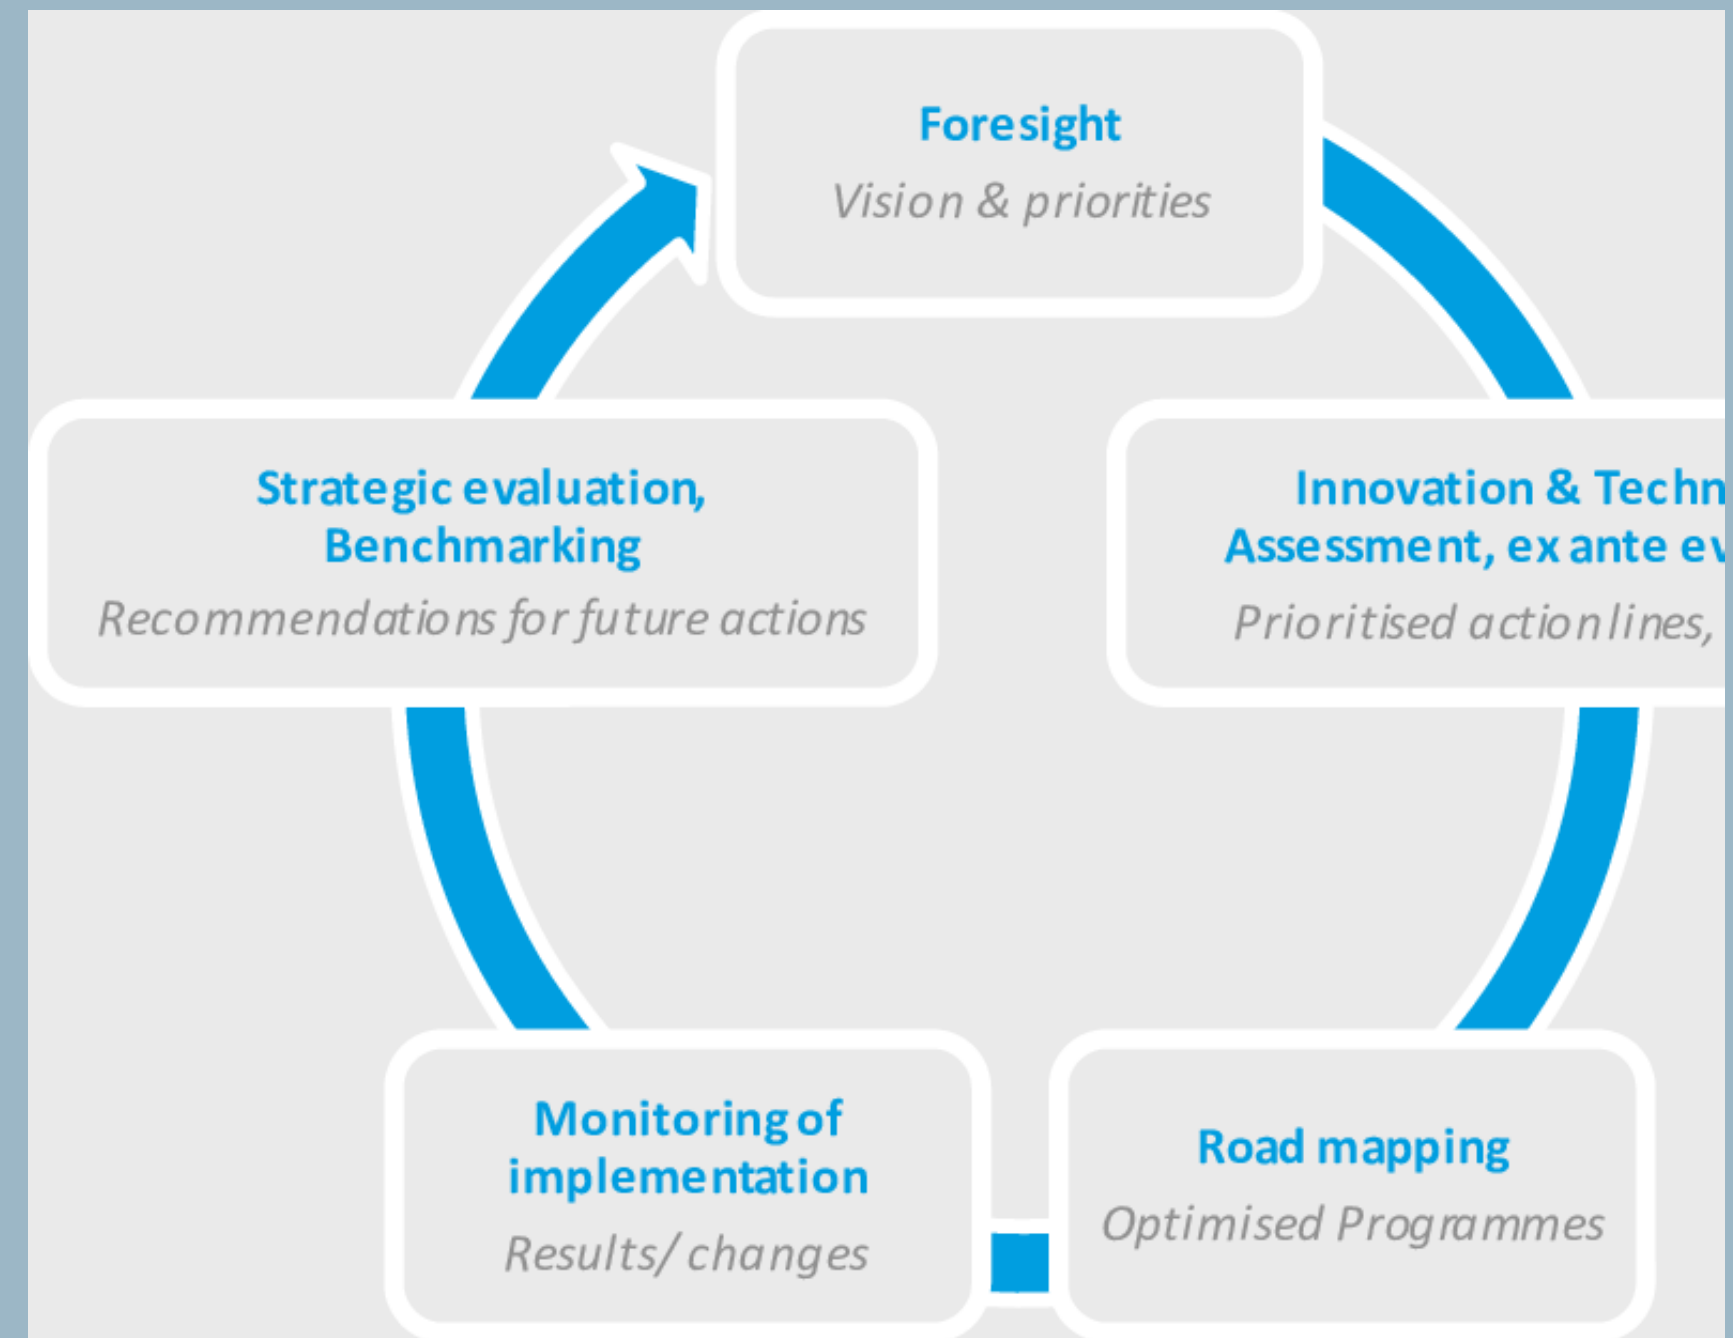 Foresight
Vision & priorities
Strategic evaluation,
Benchmarking
Recommendations for future actions
Innovation &
Assessment, ex ante
Prioritised action lines,
Monitoring of
implementation
Results/ changes
Road mapping
Optimised Programmes